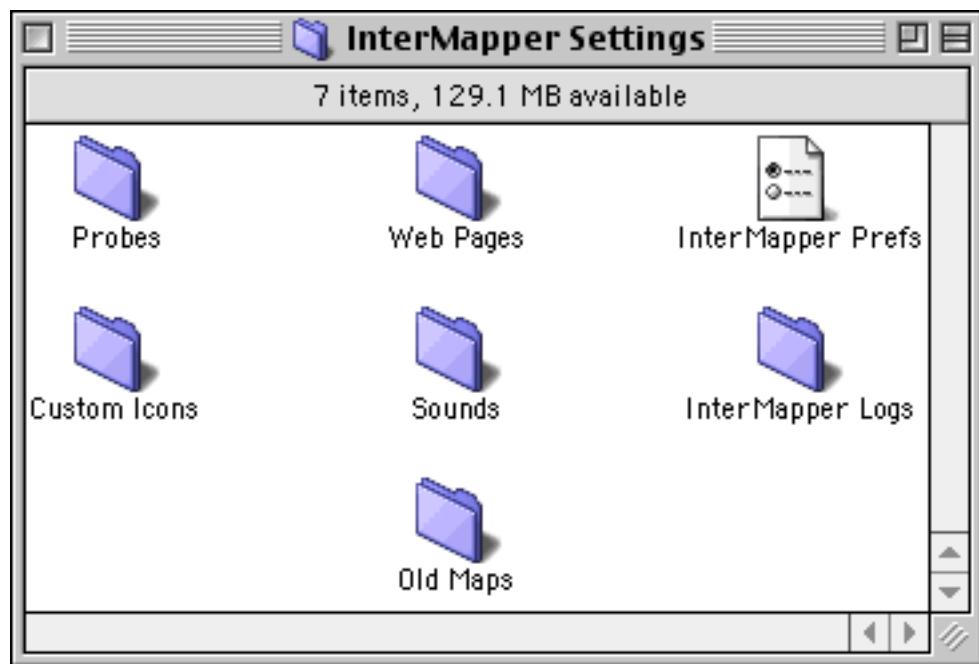 InterMapper Settings
7 items, 129.1 MB available
Probes
Web Pages
InterMapper Prefs
Custom Icons
Sounds
InterMapper Logs
Old Maps